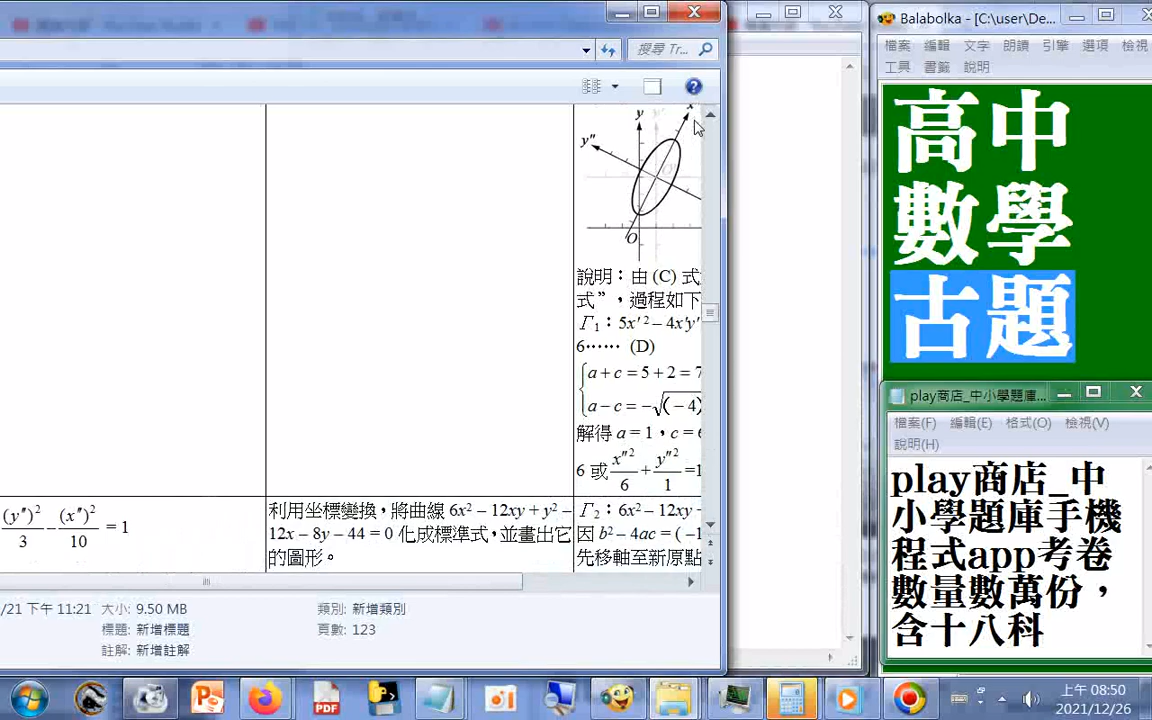 搜尋 Tr...
y
x
y"
O
說明：由 (C) 式
式”，過程如下
Γ₁：5x'² − 4x'y'
6⋯⋯ (D)
a + c = 5 + 2 = 7
a − c = −√(− 4)
解得 a = 1，c = 6
6 或 x"²/6 + y"²/1 =1
(y")²/3 − (x")²/10 = 1
利用坐標變換，將曲線 6x² − 12xy + y² −
12x − 8y − 44 = 0 化成標準式，並畫出它
的圖形。
Γ₂：6x² − 12xy
因 b² − 4ac = ( −1
先移軸至新原點
/21 下午 11:21 大小: 9.50 MB
標題: 新增標題
註解: 新增註解
類別: 新增類別
頁數: 123
Balabolka - [C:\user\De...
檔案 編輯 文字 朗讀 引擎 選項 檢視
工具 書籤 說明
高中
數學
古題
play商店_中小學題庫...
檔案(F) 編輯(E) 格式(O) 檢視(V)
說明(H)
play商店_中
小學題庫手機
程式app考卷
數量數萬份，
含十八科
PDF
上午 08:50
2021/12/26